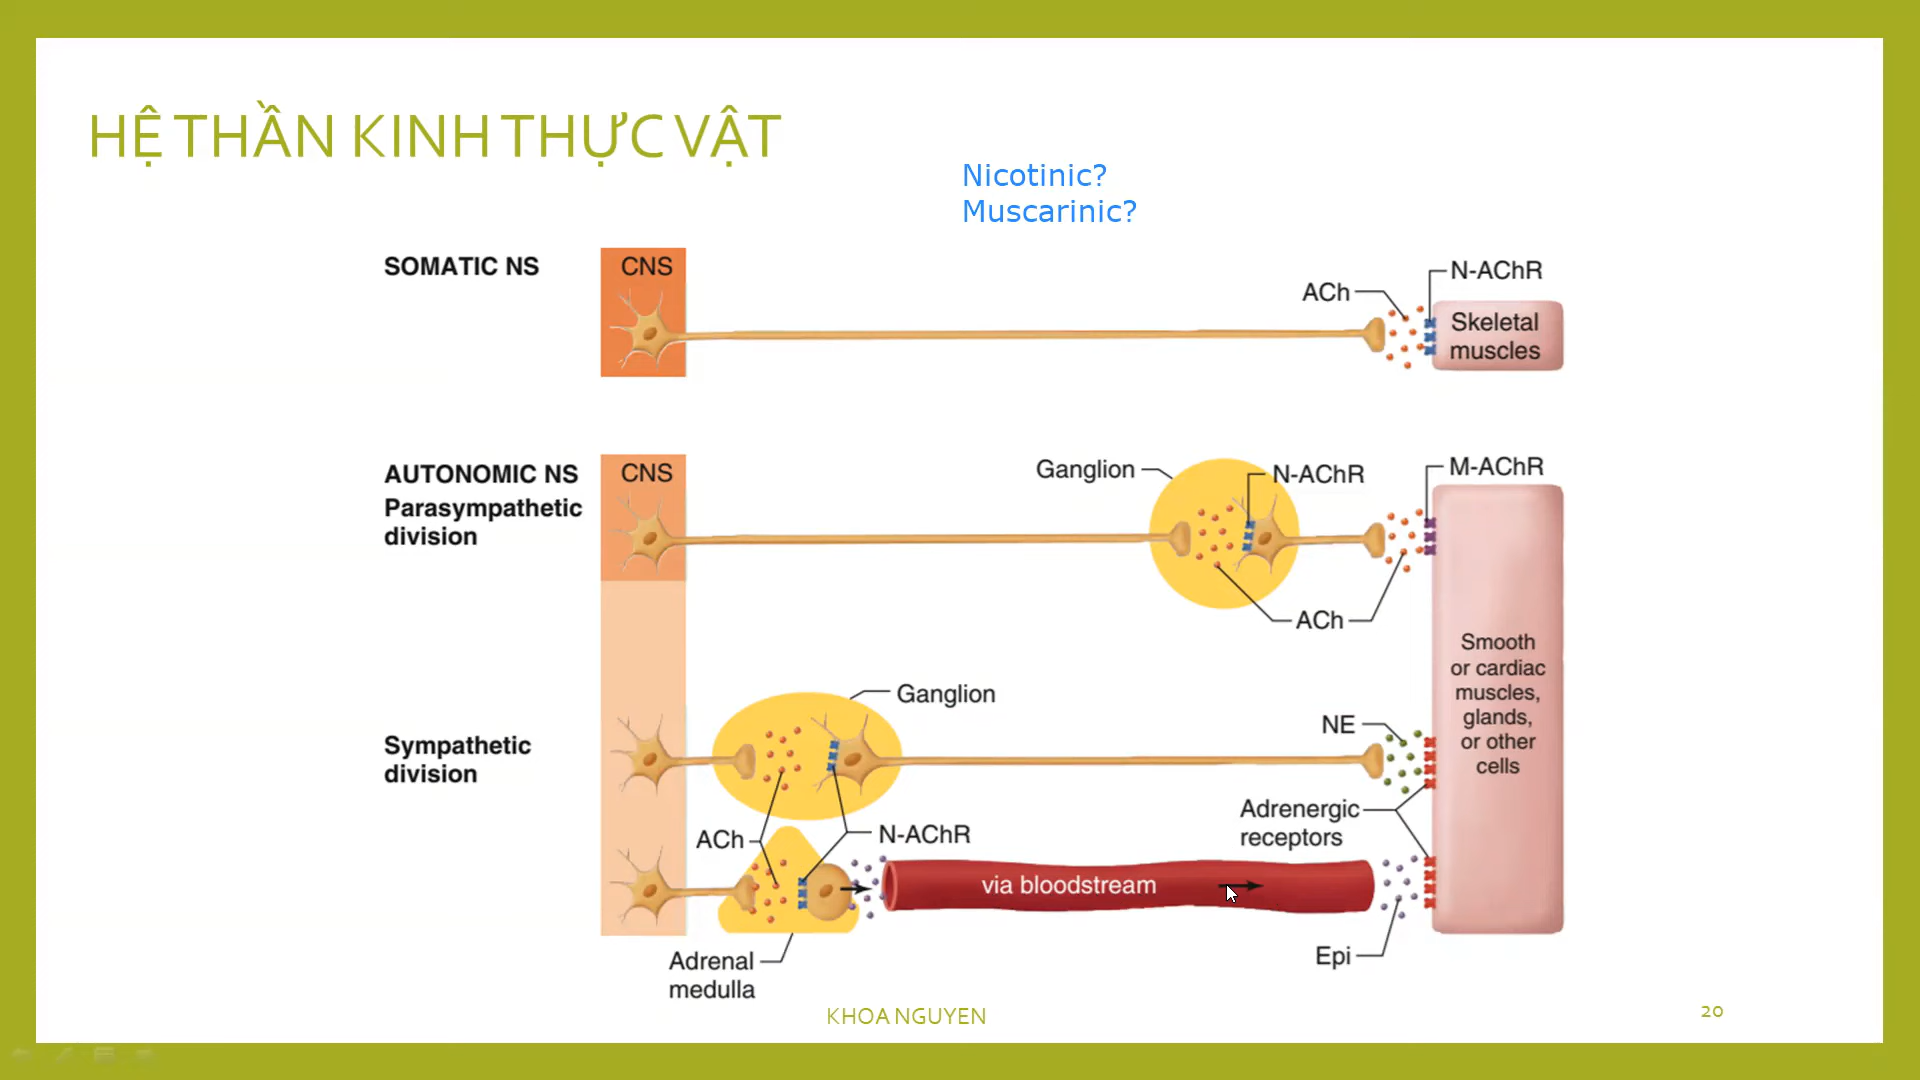 HỆ THẦN KINH THỰC VẬT
Nicotinic?
Muscarinic?
SOMATIC NS
CNS
ACh
N-AChR
Skeletal
muscles
AUTONOMIC NS
Parasympathetic
division
CNS
Ganglion
N-AChR
M-AChR
ACh
Smooth
or cardiac
muscles,
glands,
or other
cells
Sympathetic
division
Ganglion
NE
ACh
N-AChR
Adrenergic
receptors
via bloodstream
Adrenal
medulla
Epi
KHOA NGUYEN
20